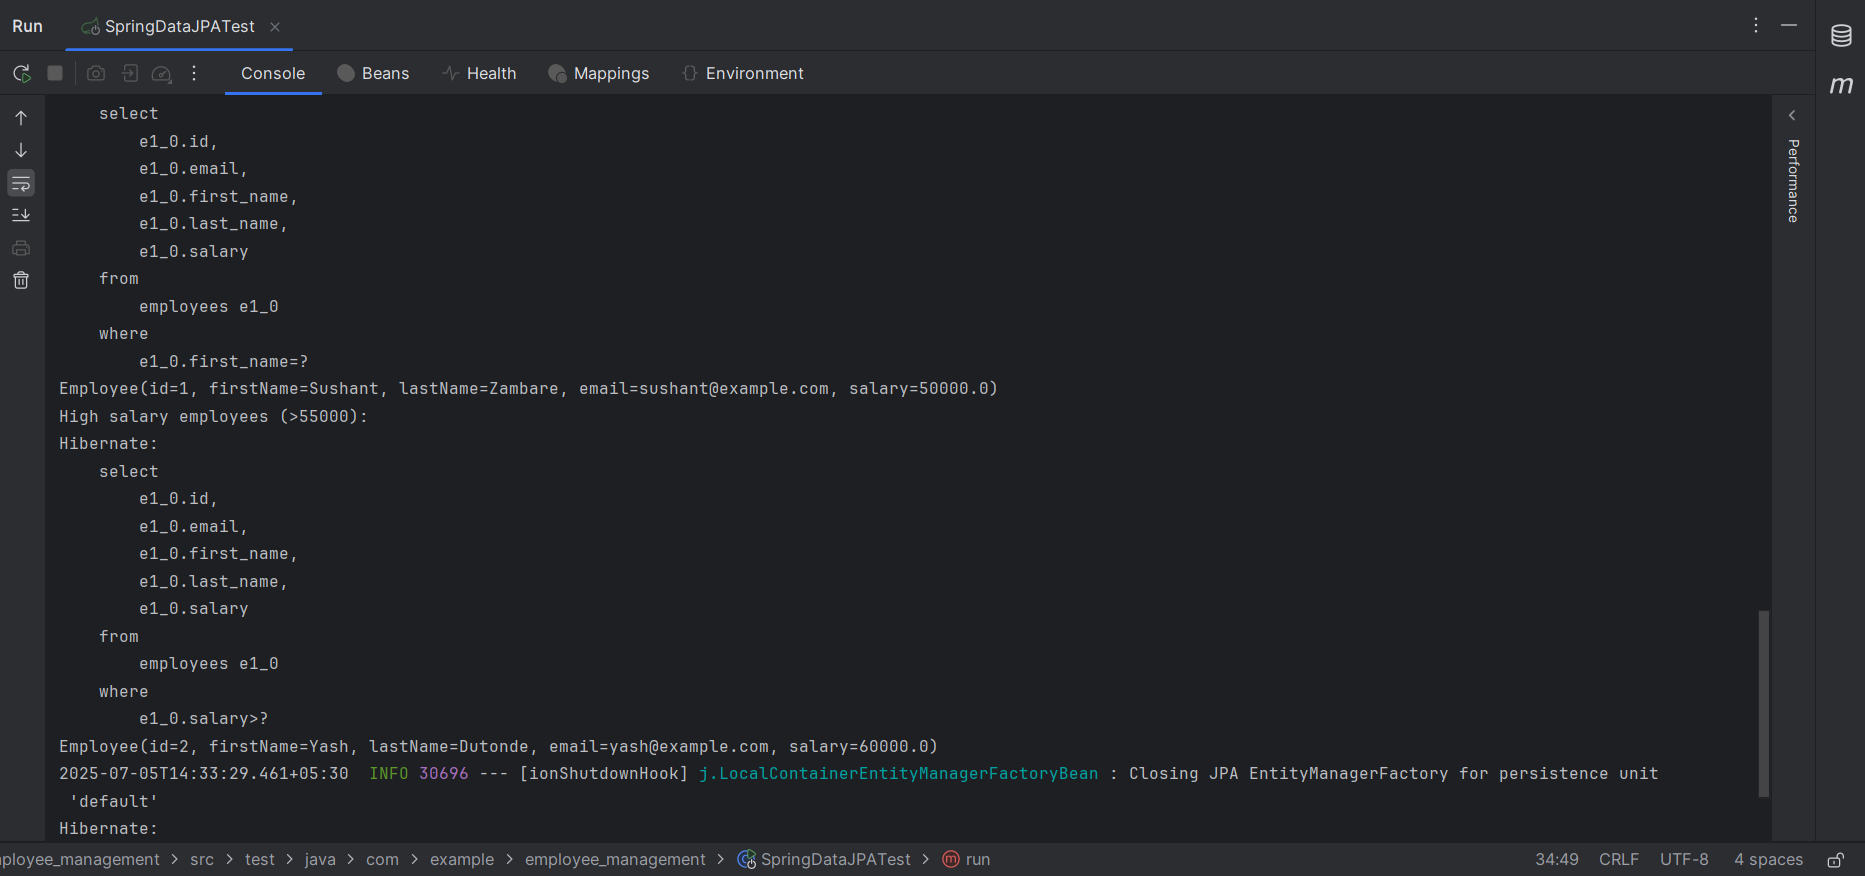 Run SpringDataJPATest
Console Beans Health Mappings Environment
m
Performance
select
e1_0.id,
e1_0.email,
e1_0.first_name,
e1_0.last_name,
e1_0.salary
from
employees e1_0
where
e1_0.first_name=?
Employee(id=1, firstName=Sushant, lastName=Zambare, email=sushant@example.com, salary=50000.0)
High salary employees (>55000):
Hibernate:
select
e1_0.id,
e1_0.email,
e1_0.first_name,
e1_0.last_name,
e1_0.salary
from
employees e1_0
where
e1_0.salary>?
Employee(id=2, firstName=Yash, lastName=Dutonde, email=yash@example.com, salary=60000.0)
2025-07-05T14:33:29.461+05:30  INFO 30696 --- [ionShutdownHook] j.LocalContainerEntityManagerFactoryBean : Closing JPA EntityManagerFactory for persistence unit
'default'
Hibernate:
ployee_management > src > test > java > com > example > employee_management > SpringDataJPATest > m run 34:49 CRLF UTF-8 4 spaces